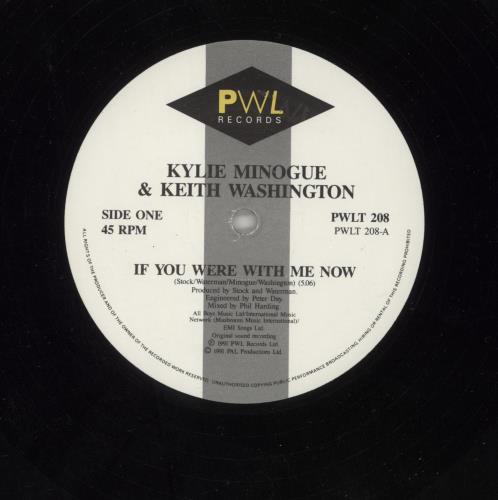 PWL
RECORDS
KYLIE MINOGUE
& KEITH WASHINGTON
SIDE ONE
45 RPM
PWLT 208
PWLT 208-A
IF YOU WERE WITH ME NOW
(Stock/Waterman/Minogue/Washington) (5.06)
Produced by Stock and Waterman.
Engineered by Peter Day
Mixed by Phil Harding
All Boys Music Ltd/International Music
Network (Mushroom Music International)/
EMI Songs Ltd.
Original sound recording
℗ 1991 PWL Records Ltd.
© 1991 PAL Productions Ltd.
ALL RIGHTS OF THE PRODUCER AND OF THE OWNER OF THE RECORDED WORK RESERVED. UNAUTHORISED COPYING PUBLIC PERFORMANCE BROADCASTING HIRING OR RENTAL OF THIS RECORDING PROHIBITED